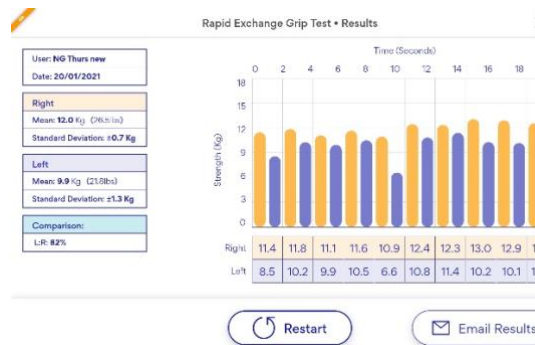 Rapid Exchange Grip Test • Results
User: NG Thurs new
Date: 20/01/2021
Right
Mean: 12.0 Kg
Standard Deviation: ±0.7 Kg
Left
Mean: 9.9 Kg (21.8lbs)
Standard Deviation: ±1.3 Kg
Comparison:
L:R: 82%
Time (Seconds)
0 2 4 6 8 10 12 14 16 18
Strength (Kg)
18
15
12
9
6
3
0
Right 11.4 11.8 11.1 11.6 10.9 12.4 12.3 13.0 12.9
Left 8.5 10.2 9.9 10.5 6.6 10.8 11.4 10.2 10.1
Restart
Email Results